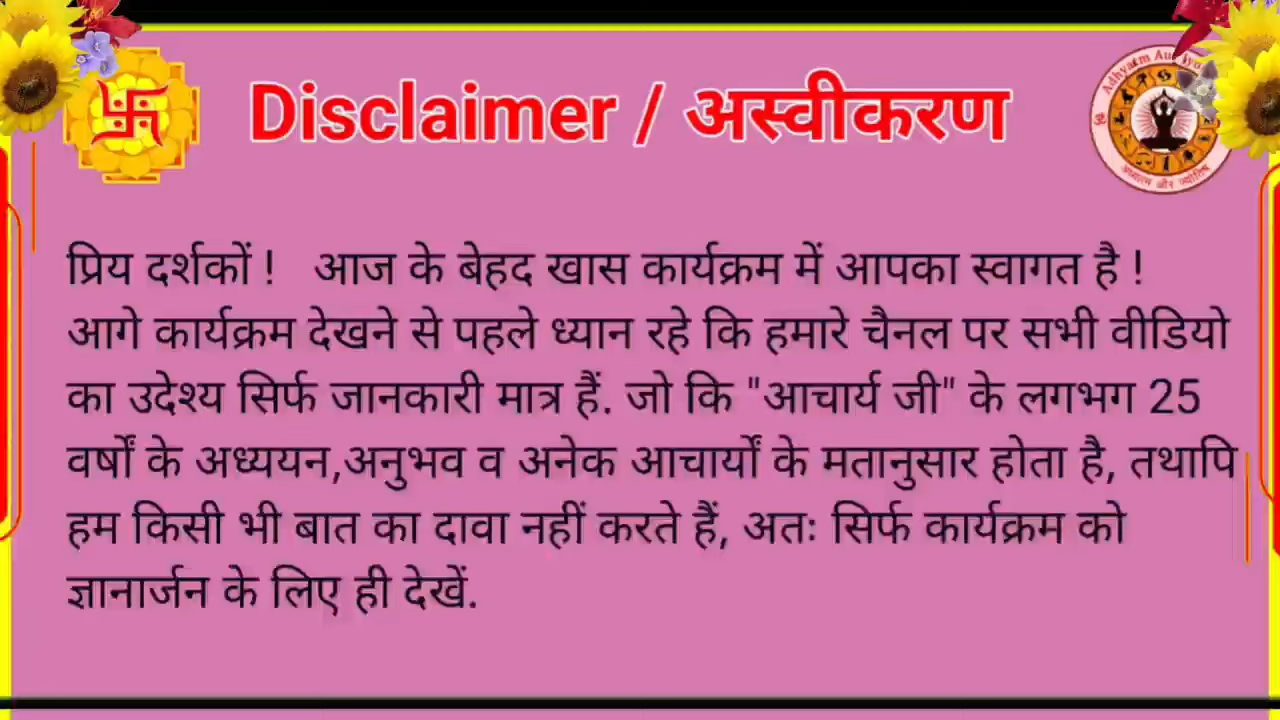 Disclaimer / अस्वीकरण
प्रिय दर्शकों ! आज के बेहद खास कार्यक्रम में आपका स्वागत है !
आगे कार्यक्रम देखने से पहले ध्यान रहे कि हमारे चैनल पर सभी वीडियो
का उदेश्य सिर्फ जानकारी मात्र हैं. जो कि "आचार्य जी" के लगभग 25
वर्षों के अध्ययन,अनुभव व अनेक आचार्यों के मतानुसार होता है, तथापि
हम किसी भी बात का दावा नहीं करते हैं, अतः सिर्फ कार्यक्रम को
ज्ञानार्जन के लिए ही देखें.
अध्यात्म और ज्योतिष